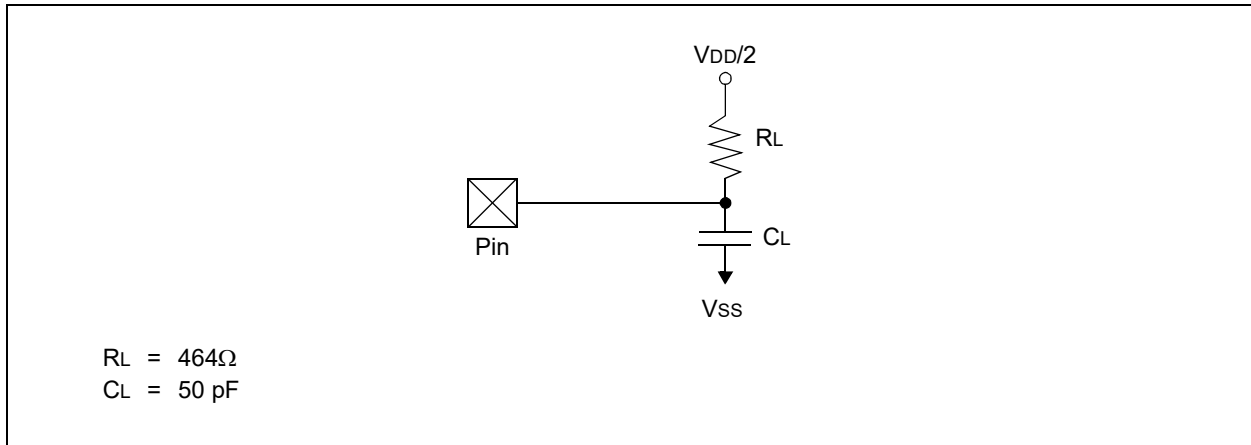 VDD/2
RL
Pin
CL
VSS
RL = 464Ω
CL = 50 pF